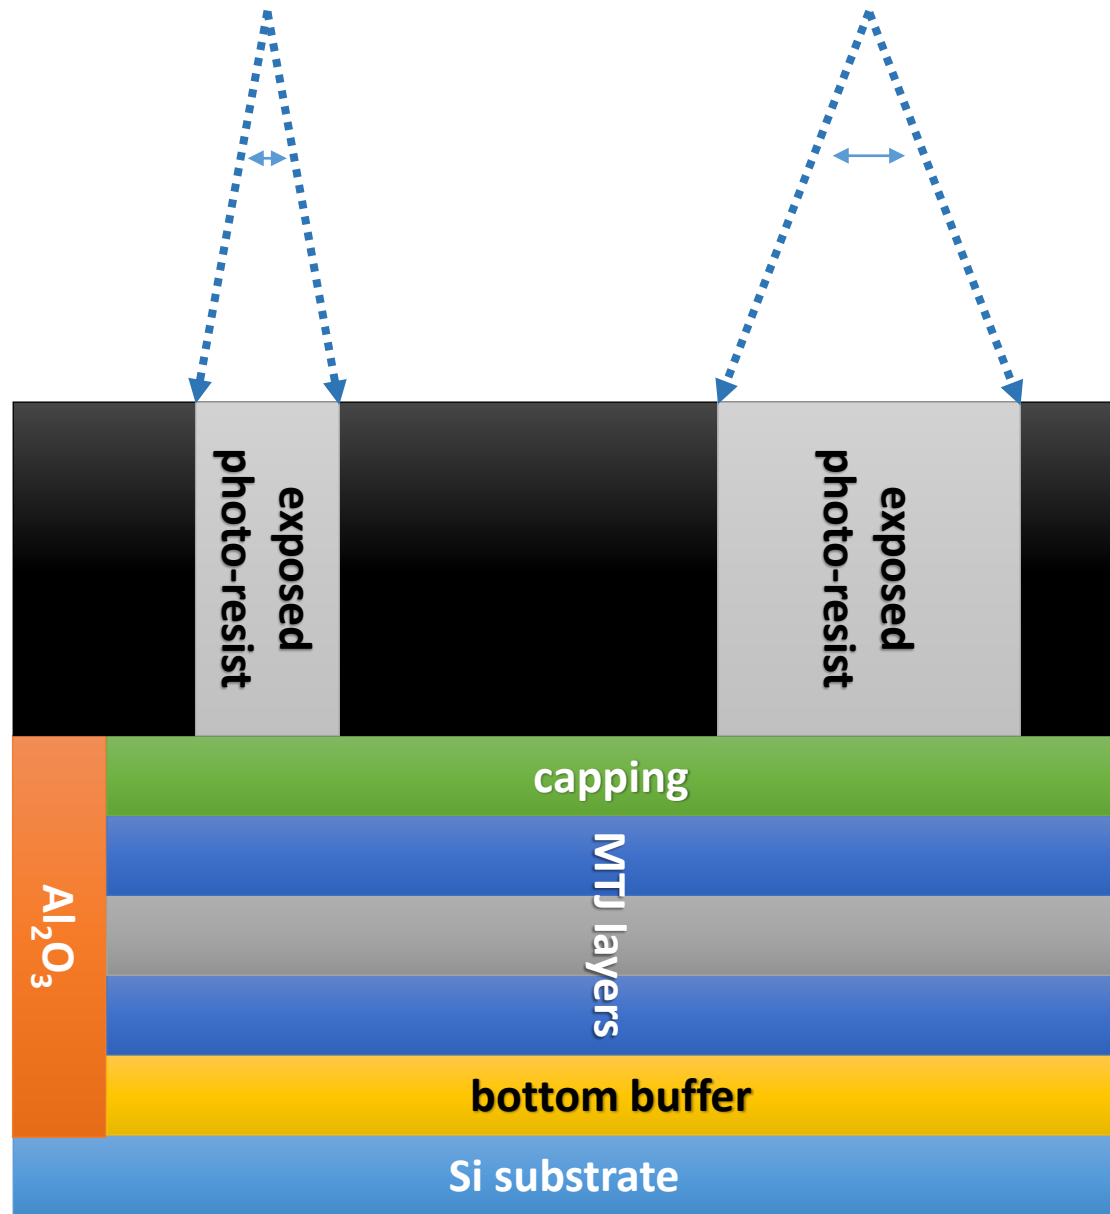 exposed
photo-resist
exposed
photo-resist
capping
MTJ layers
Al₂O₃
bottom buffer
Si substrate